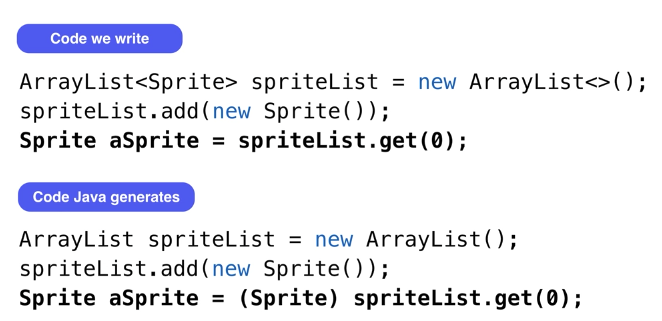 Code we write
ArrayList<Sprite> spriteList = new ArrayList<>();
spriteList.add(new Sprite());
Sprite aSprite = spriteList.get(0);
Code Java generates
ArrayList spriteList = new ArrayList();
spriteList.add(new Sprite());
Sprite aSprite = (Sprite) spriteList.get(0);